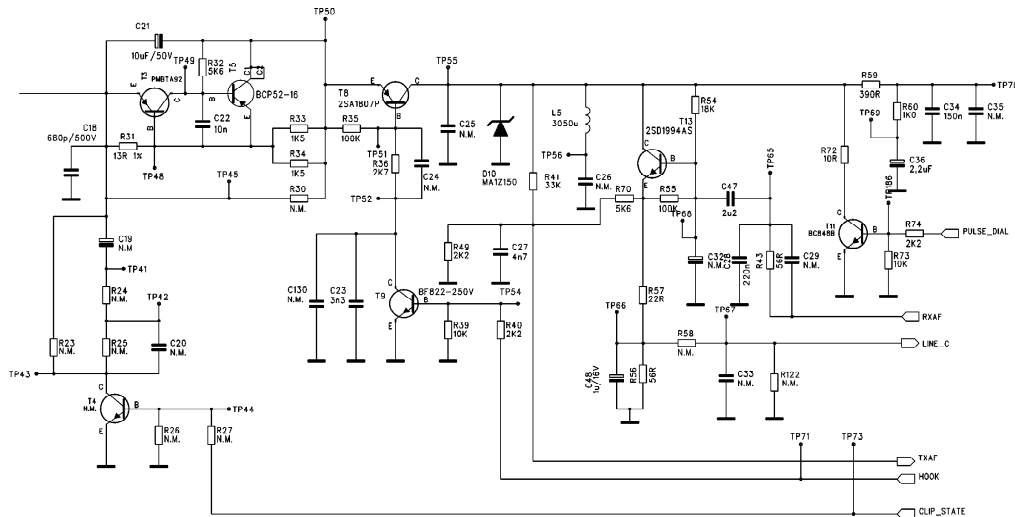 C21
10uF/50V
TP50
TP49
R32
5K6
T5
C1
C2
BCP52-16
T3
PMBTA92
E
C
B
B
E
C22
10n
C18
680p/500V
R31
13R 1%
TP48
R33
1K5
R34
1K5
R30
N.M.
TP45
R35
100K
TP51
E
C
T8
2SA1807P
B
R36
2K7
C24
N.M.
TP52
TP55
C25
N.M.
D10
MA1Z150
L5
3050u
TP56
C26
N.M.
R41
33K
R54
18K
T13
2SD1994AS
C
B
E
R70
5K6
R55
100K
TP68
C47
2u2
TP65
R59
390R
TP70
TP69
R60
1K0
C34
150n
C35
N.M.
C36
2,2uF
R72
10R
TP186
C
T11
BC848B
B
E
R74
2K2
R73
10K
PULSE_DIAL
C19
N.M
TP41
R24
N.M.
TP42
R23
N.M.
R25
N.M.
C20
N.M.
TP43
C
T4
N.M.
B
E
TP44
R26
N.M.
R27
N.M.
C130
N.M.
C23
3n3
R49
2K2
C27
4n7
TP54
C
T9
BF822-250V
B
E
R39
10K
R40
2K2
C32
N.M.
C28
220n
R43
56R
C29
N.M.
R57
22R
RXAF
TP66
TP67
R58
N.M.
LINE_C
C48
1u/16V
R56
56R
C33
N.M.
R122
N.M.
TP71
TP73
TXAF
HOOK
CLIP_STATE